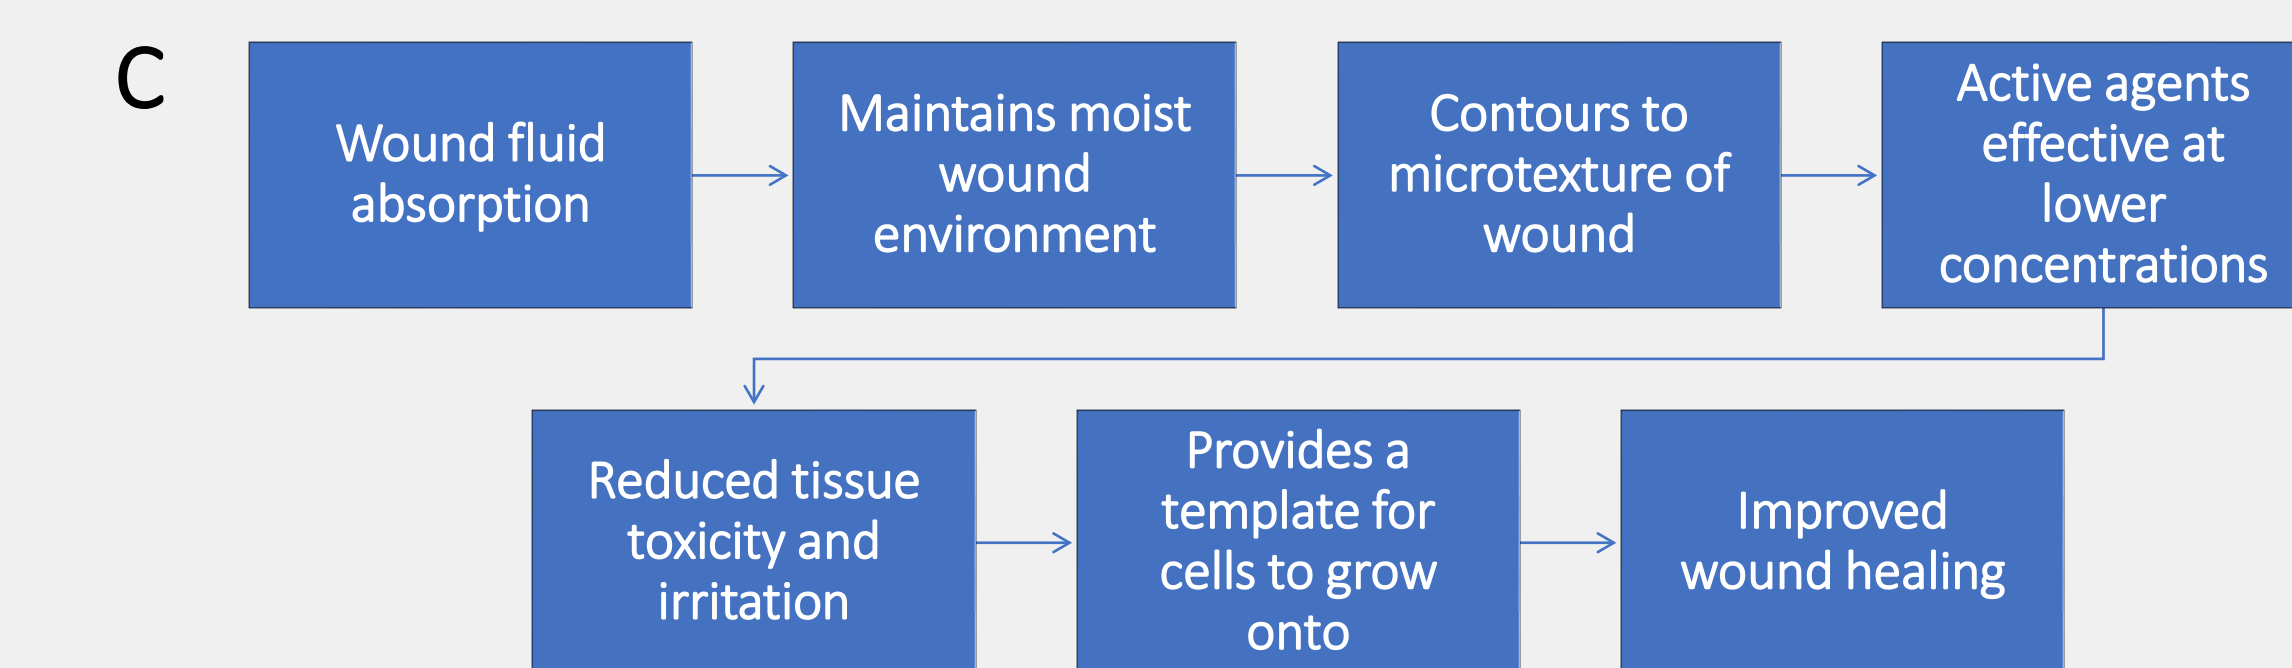 C
Wound fluid
absorption
Maintains moist
wound
environment
Contours to
microtexture of
wound
Active agents
effective at
lower
concentrations
Reduced tissue
toxicity and
irritation
Provides a
template for
cells to grow
onto
Improved
wound healing